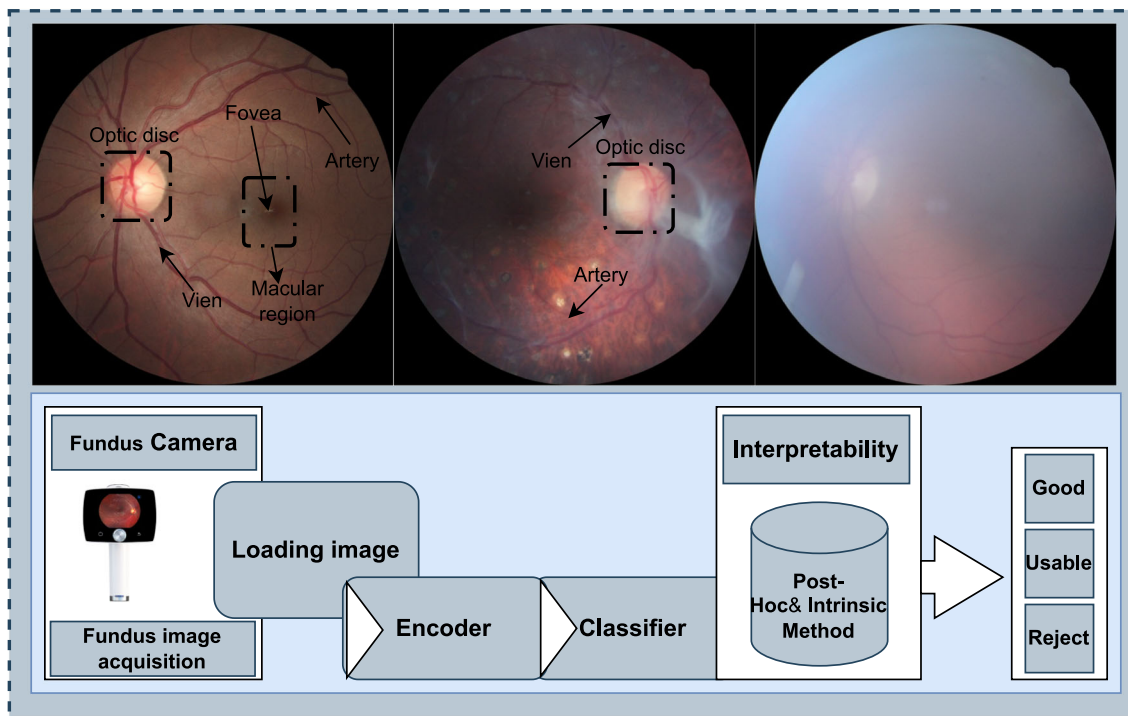 Fovea
Optic disc
Artery
Vien
Macular
region
Vien
Optic disc
Artery
Fundus Camera
Fundus image
acquisition
Loading image
Encoder
Classifier
Interpretability
Post-
Hoc& Intrinsic
Method
Good
Usable
Reject